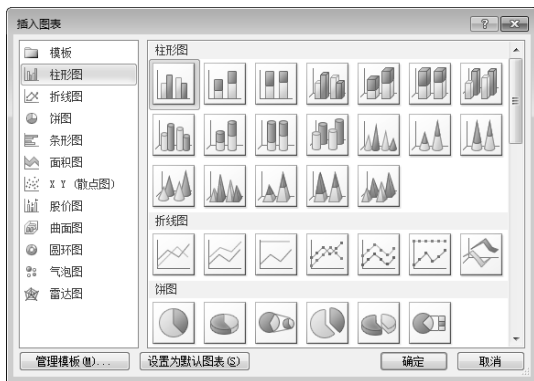 插入图表
模板
柱形图
折线图
饼图
条形图
面积图
X Y (散点图)
股价图
曲面图
圆环图
气泡图
雷达图
柱形图
折线图
饼图
管理模板(M)...
设置为默认图表(S)
确定
取消